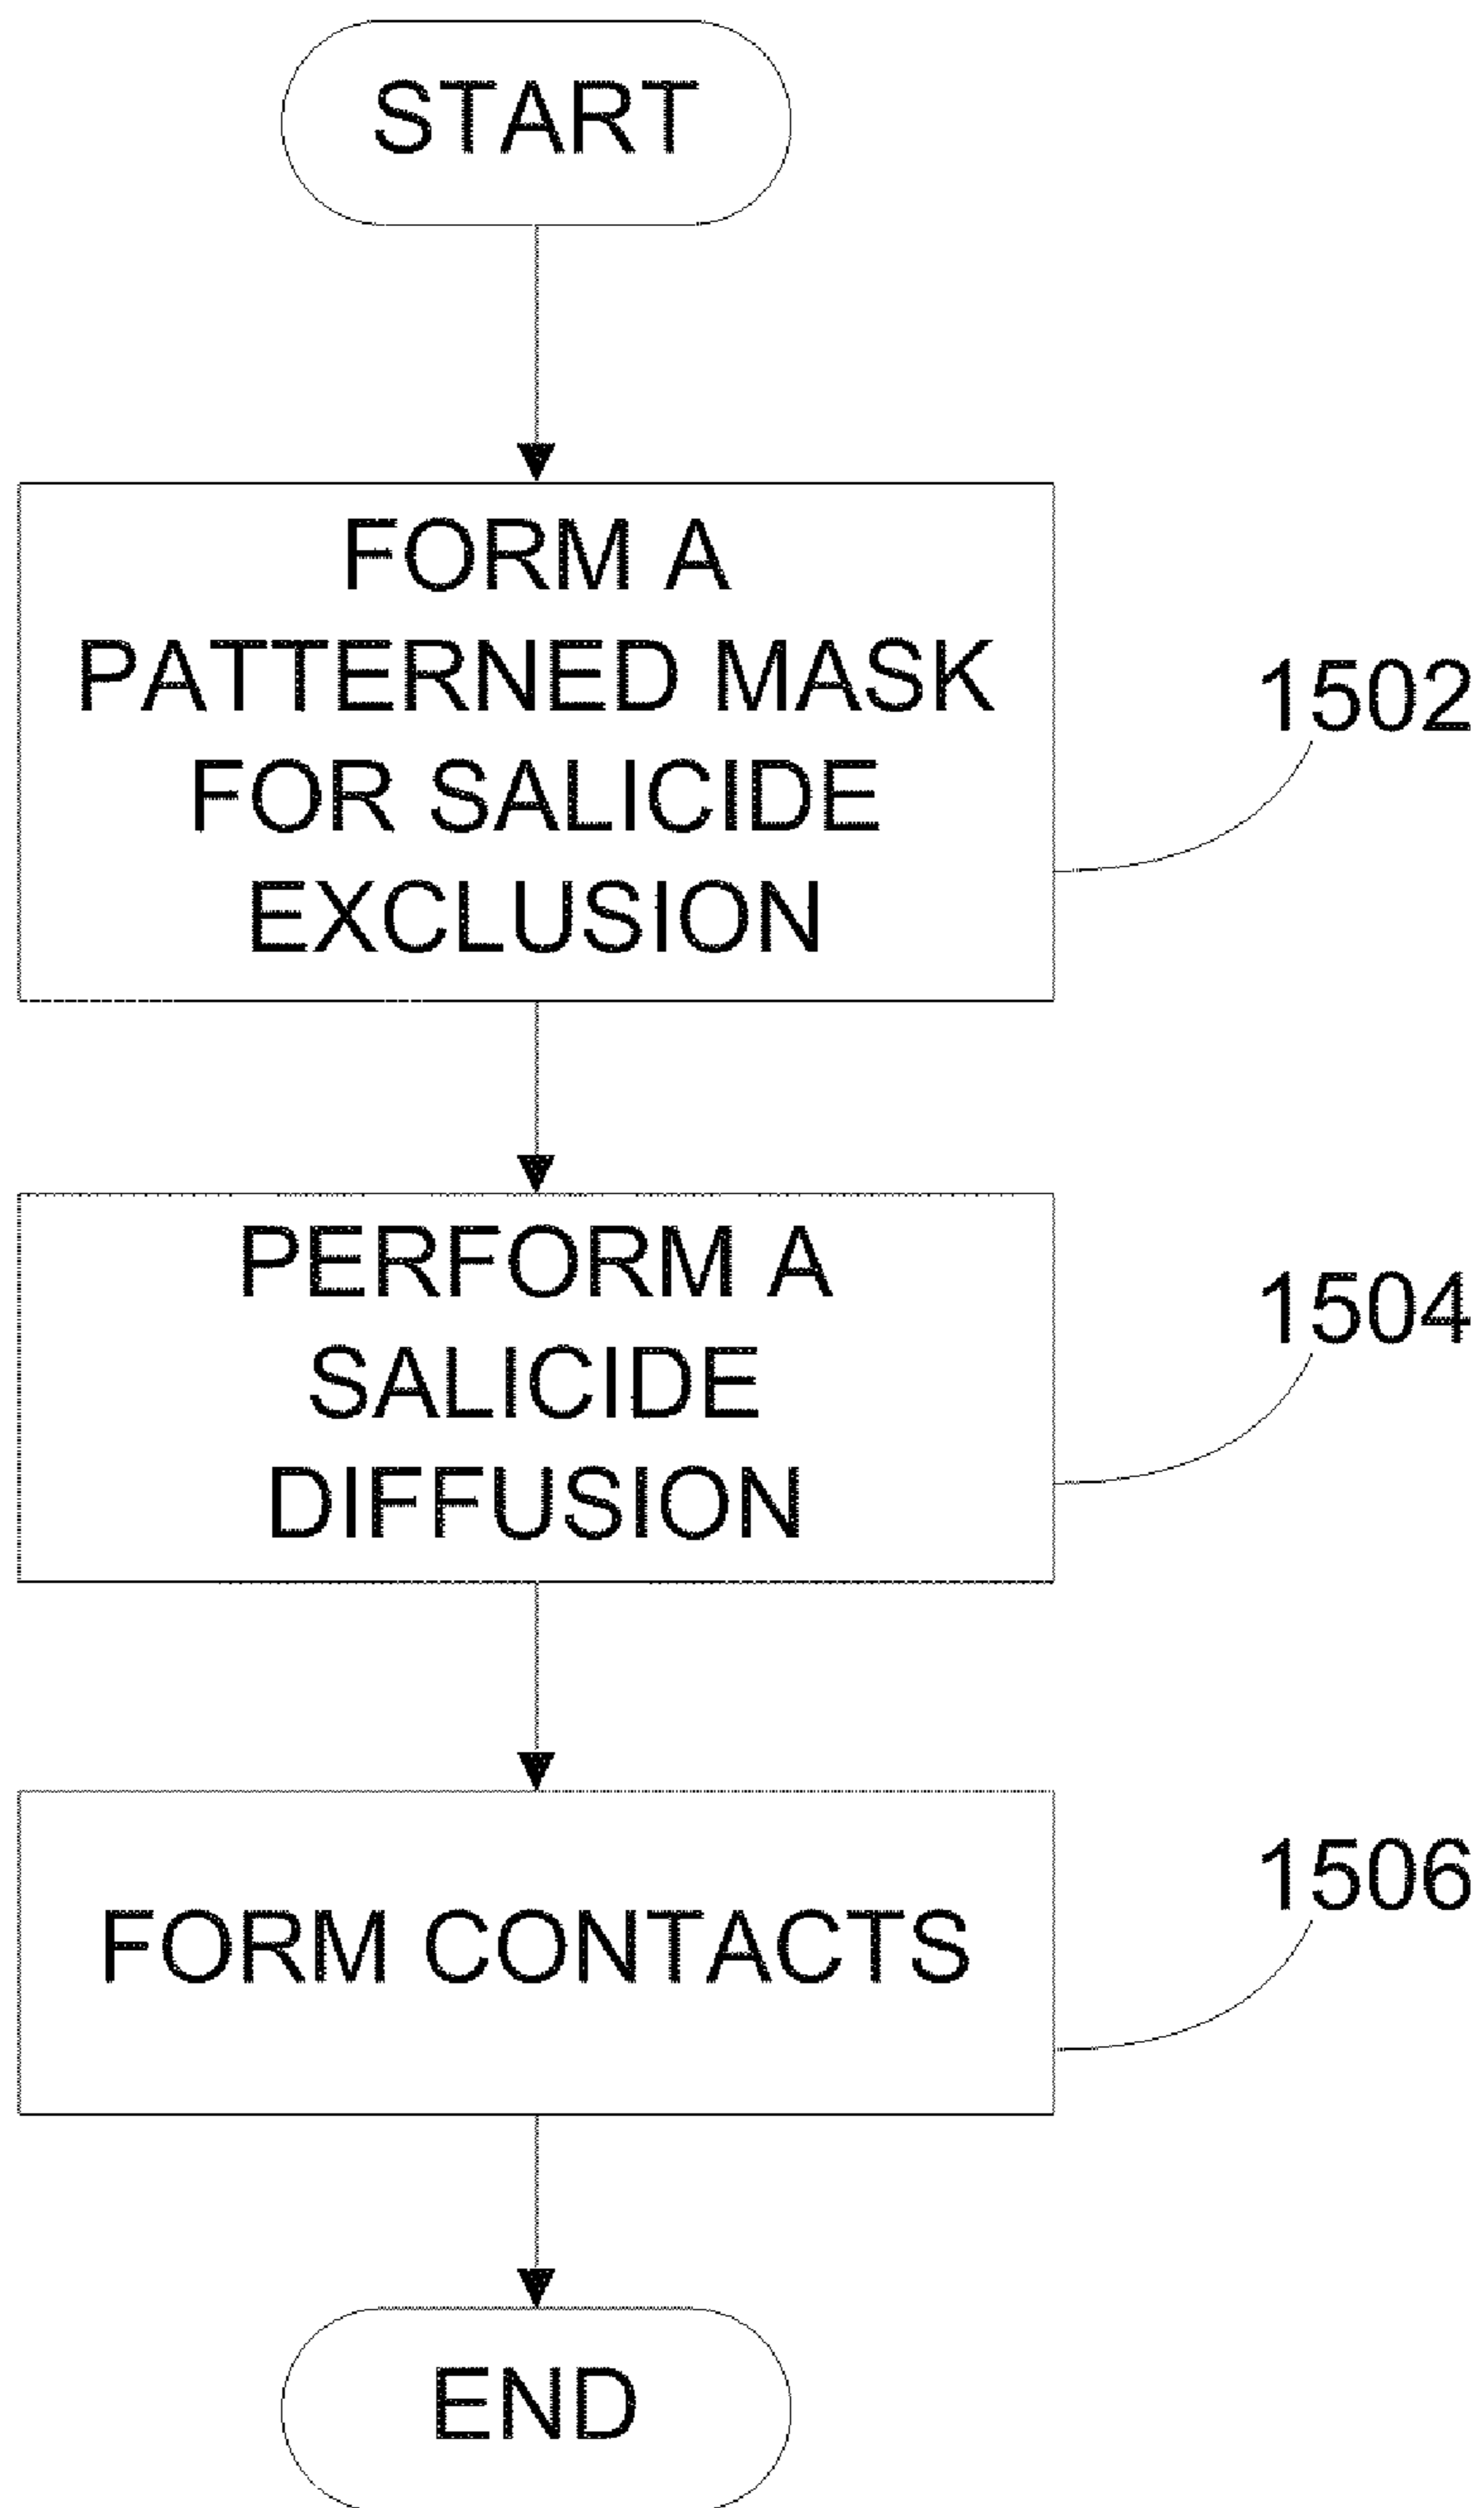 START
FORM A
PATTERNED MASK
FOR SALICIDE
EXCLUSION
1502
PERFORM A
SALICIDE
DIFFUSION
1504
FORM CONTACTS
1506
END